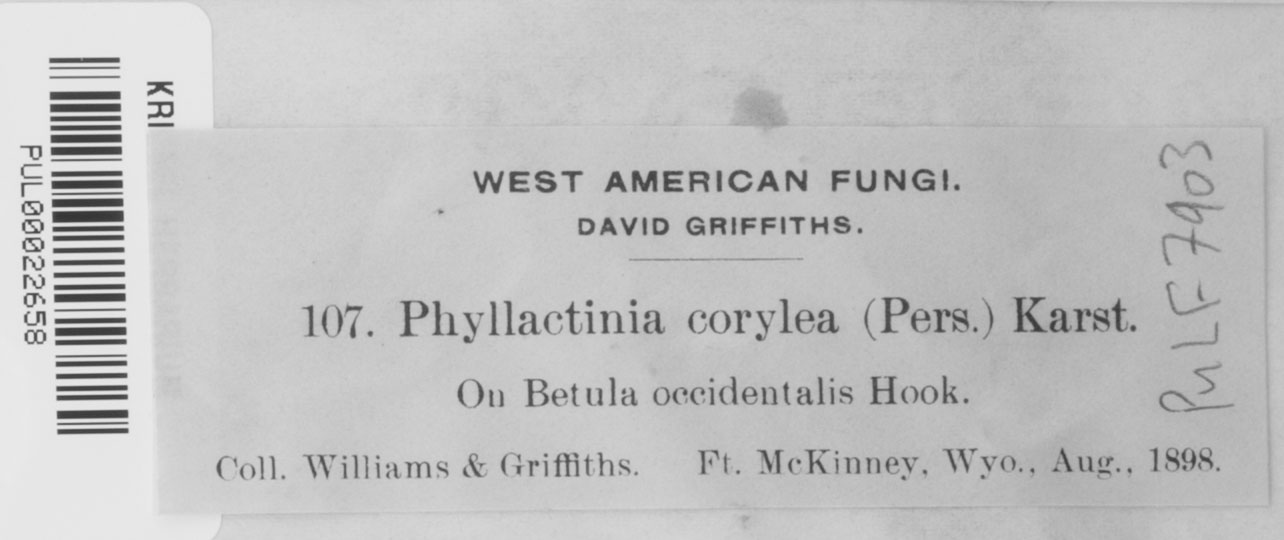 PUL00022658
KRI
WEST AMERICAN FUNGI.
DAVID GRIFFITHS.
107. Phyllactinia corylea (Pers.) Karst.
On Betula occidentalis Hook.
Coll. Williams & Griffiths. Ft. McKinney, Wyo., Aug., 1898.
PULF 7903